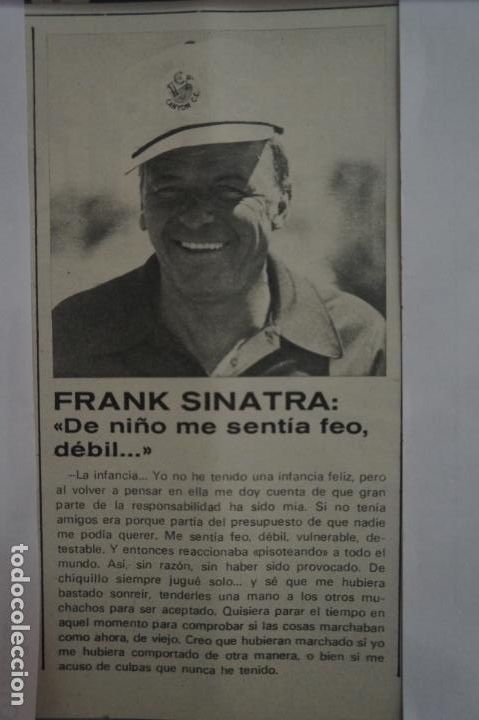 CANYON C.C.
FRANK SINATRA:
«De niño me sentía feo,
débil...»
—La infancia... Yo no he tenido una infancia feliz, pero
al volver a pensar en ella me doy cuenta de que gran
parte de la responsabilidad ha sido mía. Si no tenía
amigos era porque partía del presupuesto de que nadie
me podía querer. Me sentía feo, débil, vulnerable, de-
testable. Y entonces reaccionaba «pisoteando» a todo el
mundo. Así, sin razón, sin haber sido provocado. De
chiquillo siempre jugué solo... y sé que me hubiera
bastado sonreír, tenderles una mano a los otros mu-
chachos para ser aceptado. Quisiera parar el tiempo en
aquel momento para comprobar si las cosas marchaban
como ahora, de viejo. Creo que hubieran marchado si yo
me hubiera comportado de otra manera, o bien si me
acuso de culpas que nunca he tenido.
todocoleccion